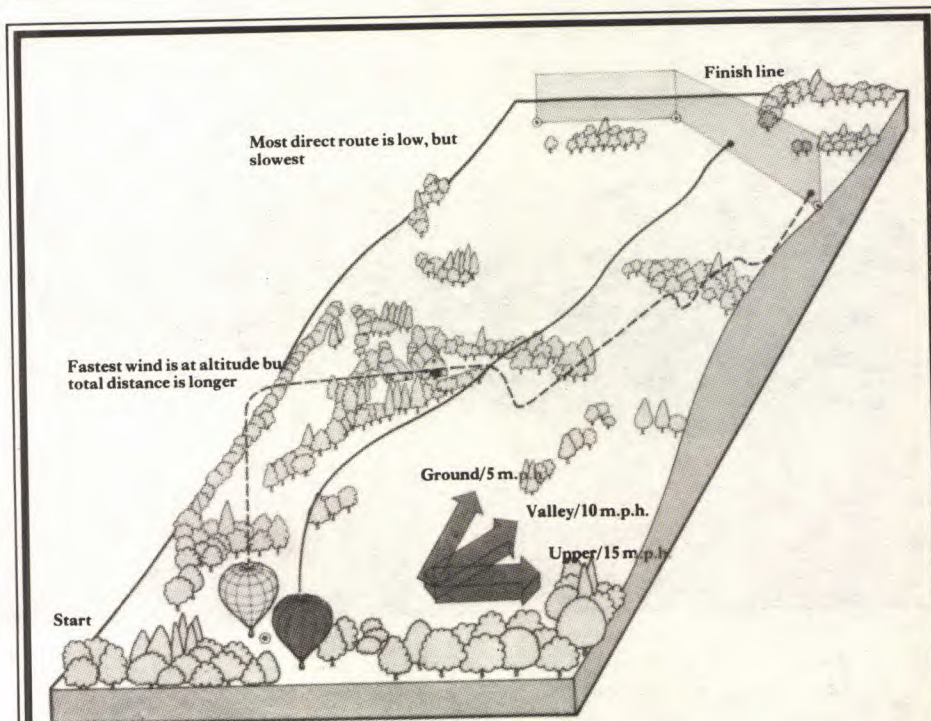 Finish line
Most direct route is low, but
slowest
Fastest wind is at altitude bu
total distance is longer
Ground/5 m.p.h.
Valley/10 m.p.h.
Upper/15 m.p.h.
Start